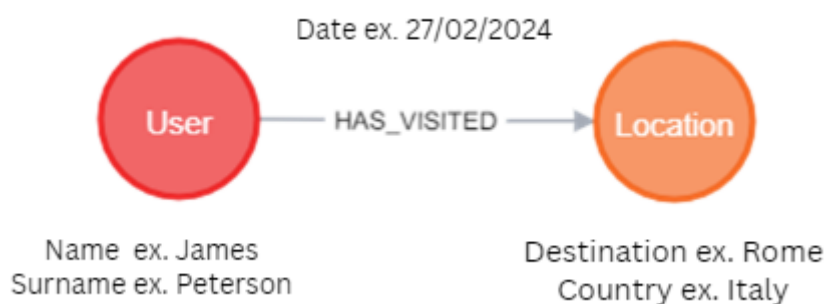 Date ex. 27/02/2024
User
HAS_VISITED
Location
Name ex. James
Surname ex. Peterson
Destination ex. Rome
Country ex. Italy